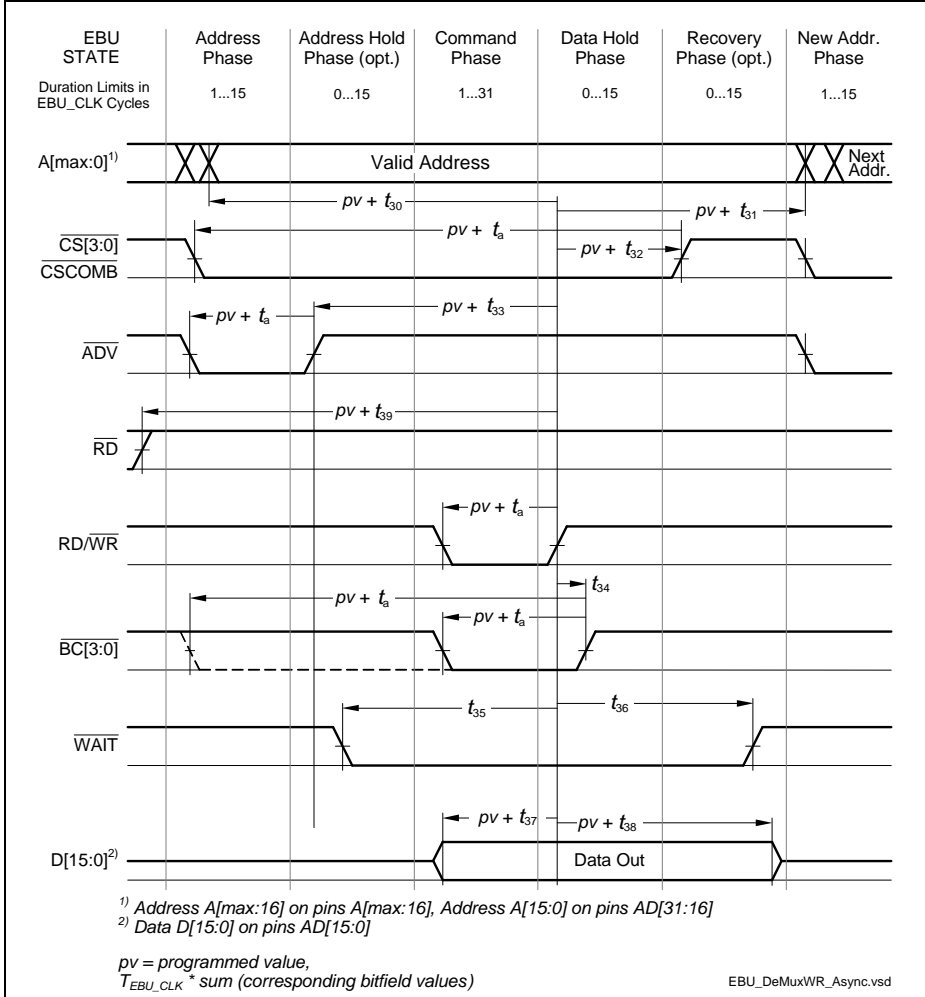 EBU STATE Address Phase Address Hold Phase (opt.) Command Phase Data Hold Phase Recovery Phase (opt.) New Addr. Phase
Duration Limits in EBU_CLK Cycles 1...15 0...15 1...31 0...15 0...15 1...15
A[max:0]1) Valid Address Next Addr.
pv + t30 pv + t31
CS[3:0] pv + ta
CSCOMB pv + t32
pv + ta pv + t33
ADV
pv + t39
RD
pv + ta
RD/WR
t34
pv + ta
pv + ta
BC[3:0]
t35 t36
WAIT
pv + t37 pv + t38
D[15:0]2) Data Out
1) Address A[max:16] on pins A[max:16], Address A[15:0] on pins AD[31:16]
2) Data D[15:0] on pins AD[15:0]
pv = programmed value,
TEBU_CLK * sum (corresponding bitfield values) EBU_DeMuxWR_Async.vsd